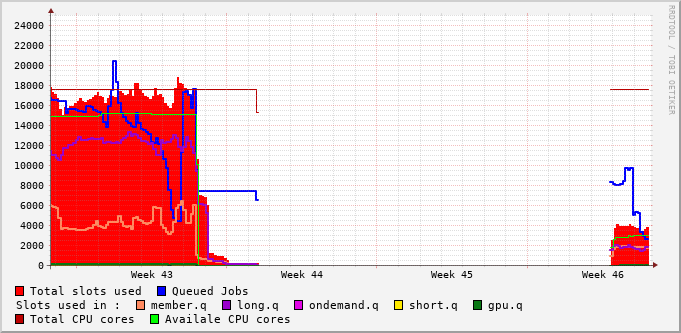 24000
22000
20000
18000
16000
14000
12000
10000
8000
6000
4000
2000
0
Week 43 Week 44 Week 45 Week 46
Total slots used Queued Jobs
Slots used in : member.q long.q ondemand.q short.q gpu.q
Total CPU cores Availale CPU cores
RRDTOOL / TOBI OETIKER